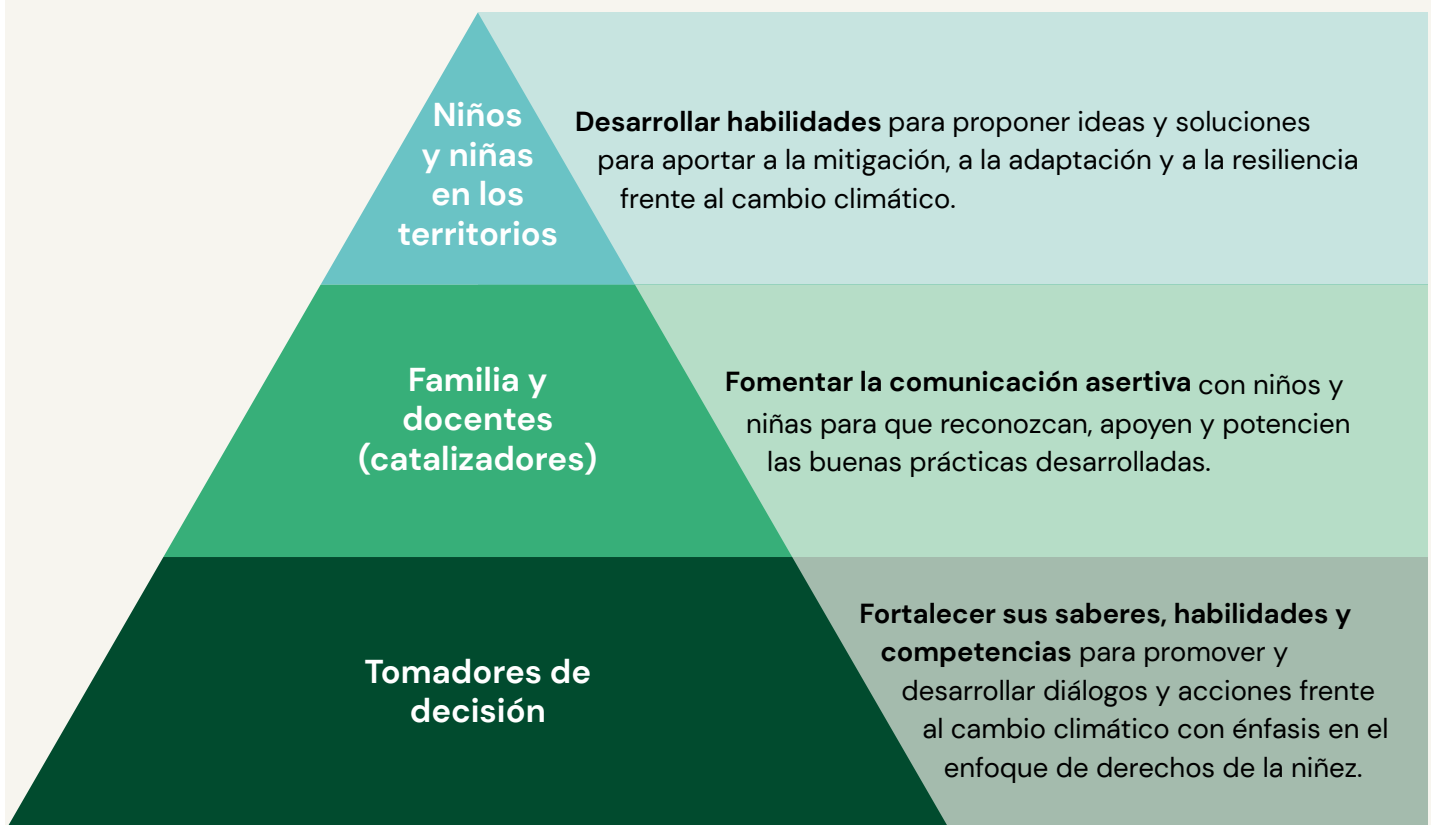 Niños
y niñas
en los
territorios
Desarrollar habilidades para proponer ideas y soluciones
para aportar a la mitigación, a la adaptación y a la resiliencia
frente al cambio climático.
Familia y
docentes
(catalizadores)
Fomentar la comunicación asertiva con niños y
niñas para que reconozcan, apoyen y potencien
las buenas prácticas desarrolladas.
Tomadores de
decisión
Fortalecer sus saberes, habilidades y
competencias para promover y
desarrollar diálogos y acciones frente
al cambio climático con énfasis en el
enfoque de derechos de la niñez.